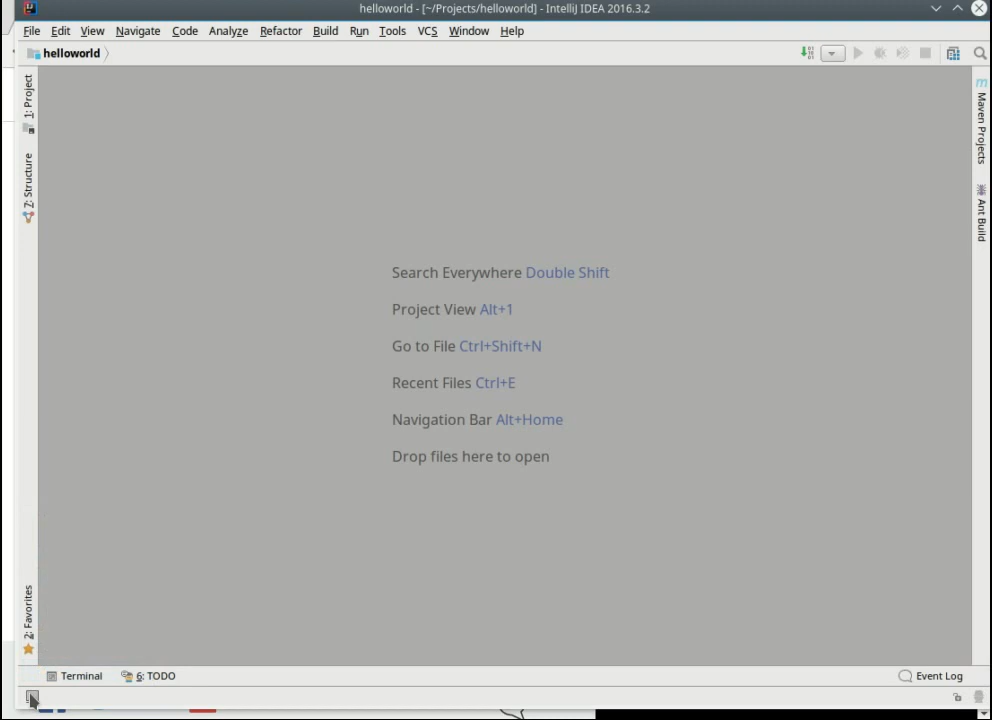 helloworld - [~/Projects/helloworld] - IntelliJ IDEA 2016.3.2
File Edit View Navigate Code Analyze Refactor Build Run Tools VCS Window Help
helloworld
1: Project
7: Structure
2: Favorites
Maven Projects
Ant Build
Search Everywhere Double Shift
Project View Alt+1
Go to File Ctrl+Shift+N
Recent Files Ctrl+E
Navigation Bar Alt+Home
Drop files here to open
Terminal 6: TODO Event Log